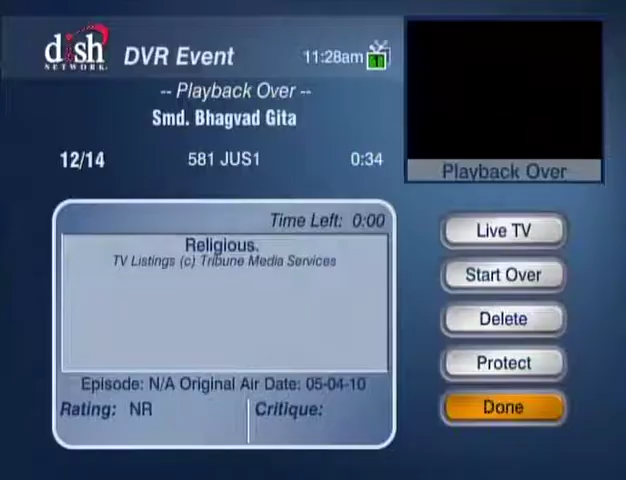 dish
NETWORK
DVR Event
11:28am
1
-- Playback Over --
Smd. Bhagvad Gita
12/14 581 JUS1 0:34
Playback Over
Time Left: 0:00
Religious.
TV Listings (c) Tribune Media Services
Episode: N/A Original Air Date: 05-04-10
Rating: NR Critique:
Live TV
Start Over
Delete
Protect
Done